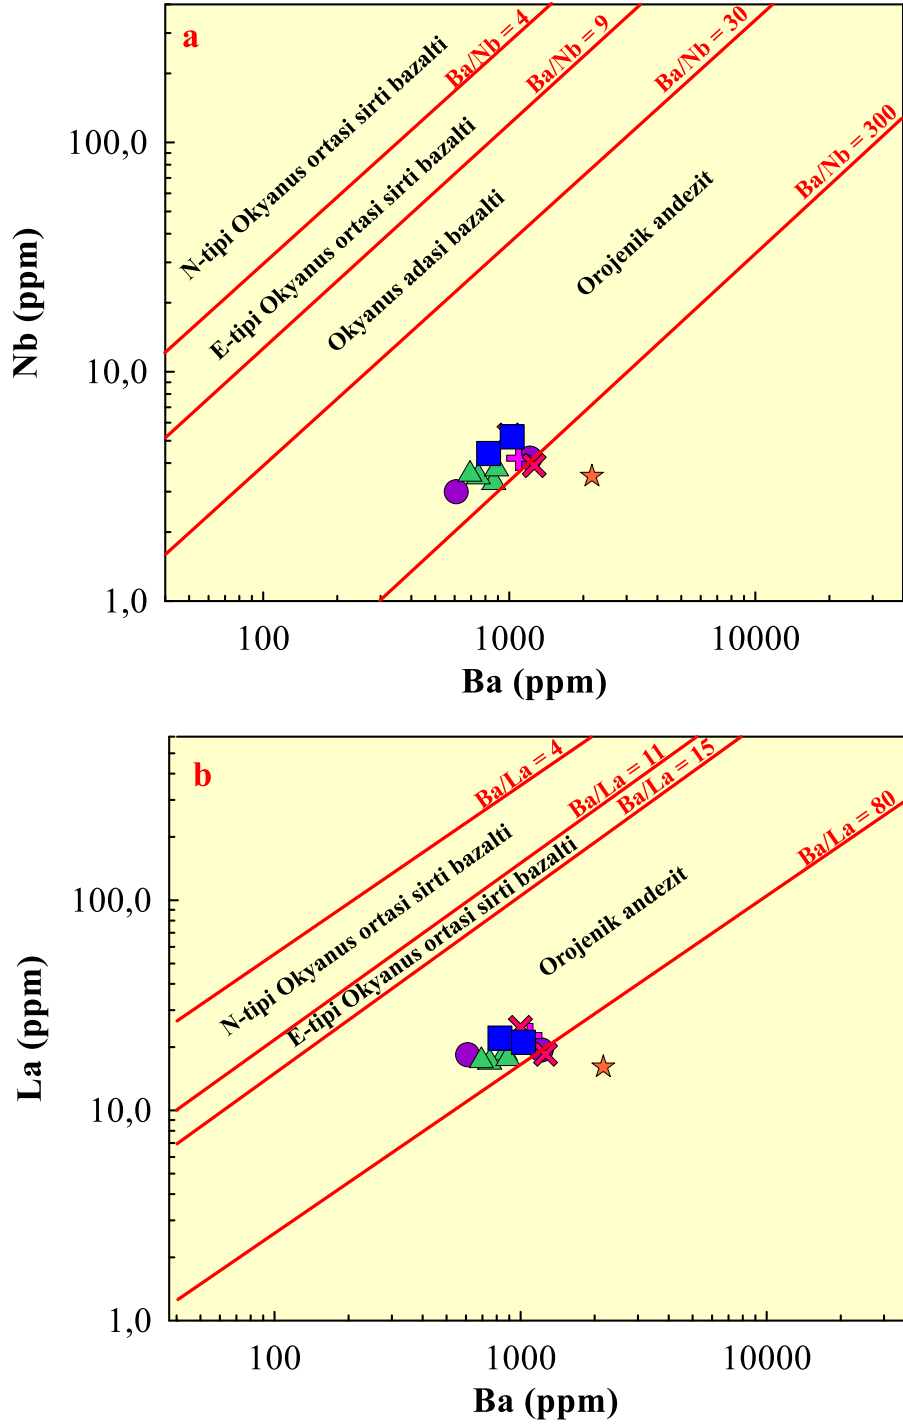 a
Ba/Nb = 4
Ba/Nb = 9
Ba/Nb = 30
Ba/Nb = 300
N-tipi Okyanus ortasi sirti bazalti
E-tipi Okyanus ortasi sirti bazalti
Okyanus adasi bazalti
Orojenik andezit
Nb (ppm)
100,0
10,0
1,0
100
1000
10000
Ba (ppm)
b
Ba/La = 4
Ba/La = 11
Ba/La = 15
Ba/La = 80
N-tipi Okyanus ortasi sirti bazalti
E-tipi Okyanus ortasi sirti bazalti
Orojenik andezit
La (ppm)
100,0
10,0
1,0
100
1000
10000
Ba (ppm)